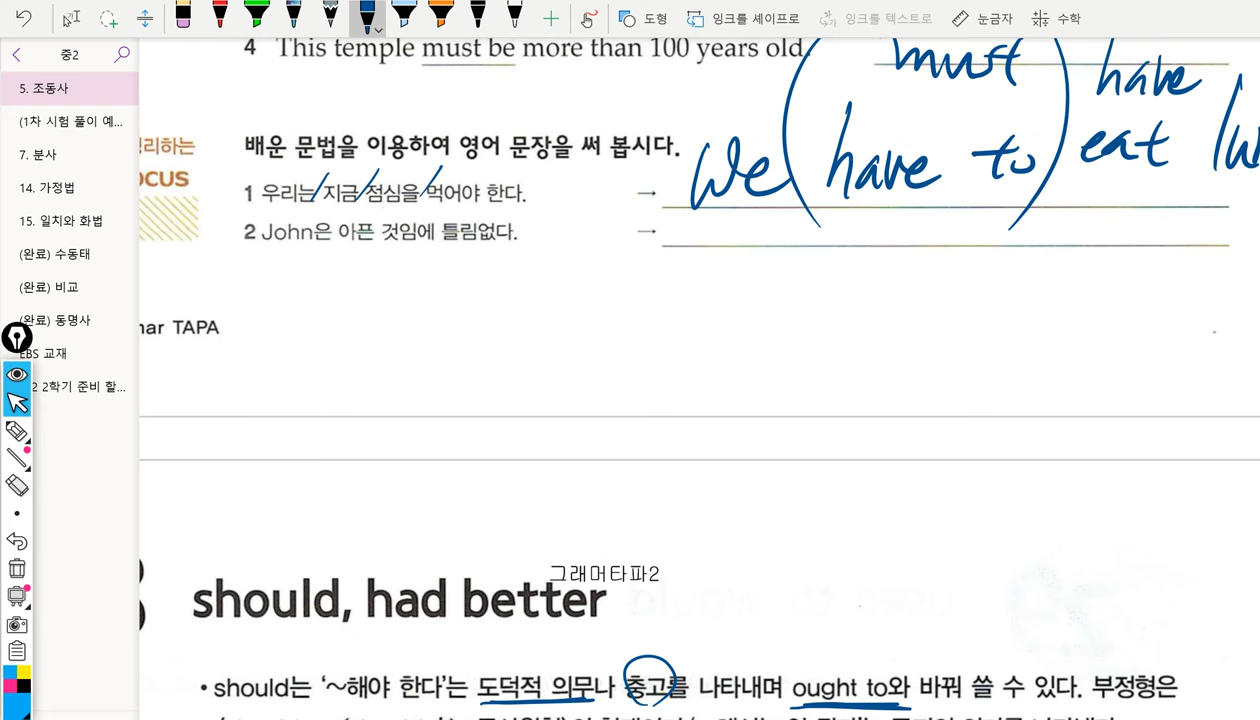 도형 잉크를 셰이프로 잉크를 텍스트로 눈금자 수학
중2
5. 조동사
(1차 시험 풀이 예...
7. 분사
14. 가정법
15. 일치와 화법
(완료) 수동태
(완료) 비교
(완료) 동명사
EBS 교재
2 2학기 준비 할...
4 This temple must be more than 100 years old.
must have
리하는
OCUS
배운 문법을 이용하여 영어 문장을 써 봅시다.
1 우리는 지금 점심을 먹어야 한다. →
We (have to) eat
2 John은 아픈 것임에 틀림없다. →
mar TAPA
그래머타파2
should, had better
• should는 '~해야 한다'는 도덕적 의무나 충고를 나타내며 ought to와 바꿔 쓸 수 있다. 부정형은